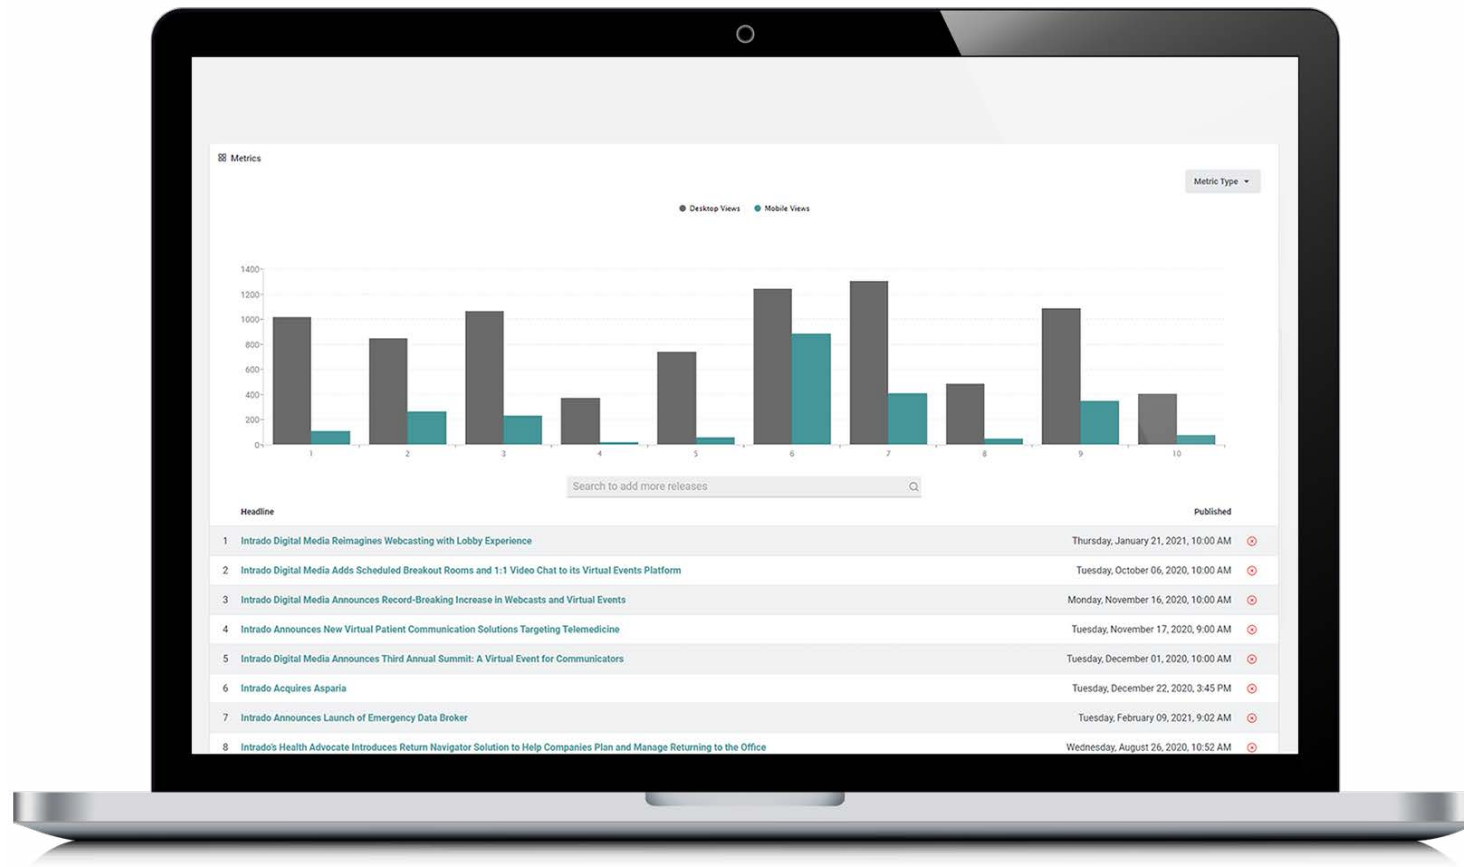 Metrics
Metric Type
Desktop Views Mobile Views
1400
1200
1000
800
600
400
200
0
1 2 3 4 5 6 7 8 9 10
Search to add more releases
Headline Published
1 Intrado Digital Media Reimagines Webcasting with Lobby Experience Thursday, January 21, 2021, 10:00 AM
2 Intrado Digital Media Adds Scheduled Breakout Rooms and 1:1 Video Chat to its Virtual Events Platform Tuesday, October 06, 2020, 10:00 AM
3 Intrado Digital Media Announces Record-Breaking Increase in Webcasts and Virtual Events Monday, November 16, 2020, 10:00 AM
4 Intrado Announces New Virtual Patient Communication Solutions Targeting Telemedicine Tuesday, November 17, 2020, 9:00 AM
5 Intrado Digital Media Announces Third Annual Summit: A Virtual Event for Communicators Tuesday, December 01, 2020, 10:00 AM
6 Intrado Acquires Asparia Tuesday, December 22, 2020, 3:45 PM
7 Intrado Announces Launch of Emergency Data Broker Tuesday, February 09, 2021, 9:02 AM
8 Intrado's Health Advocate Introduces Return Navigator Solution to Help Companies Plan and Manage Returning to the Office Wednesday, August 26, 2020, 10:52 AM